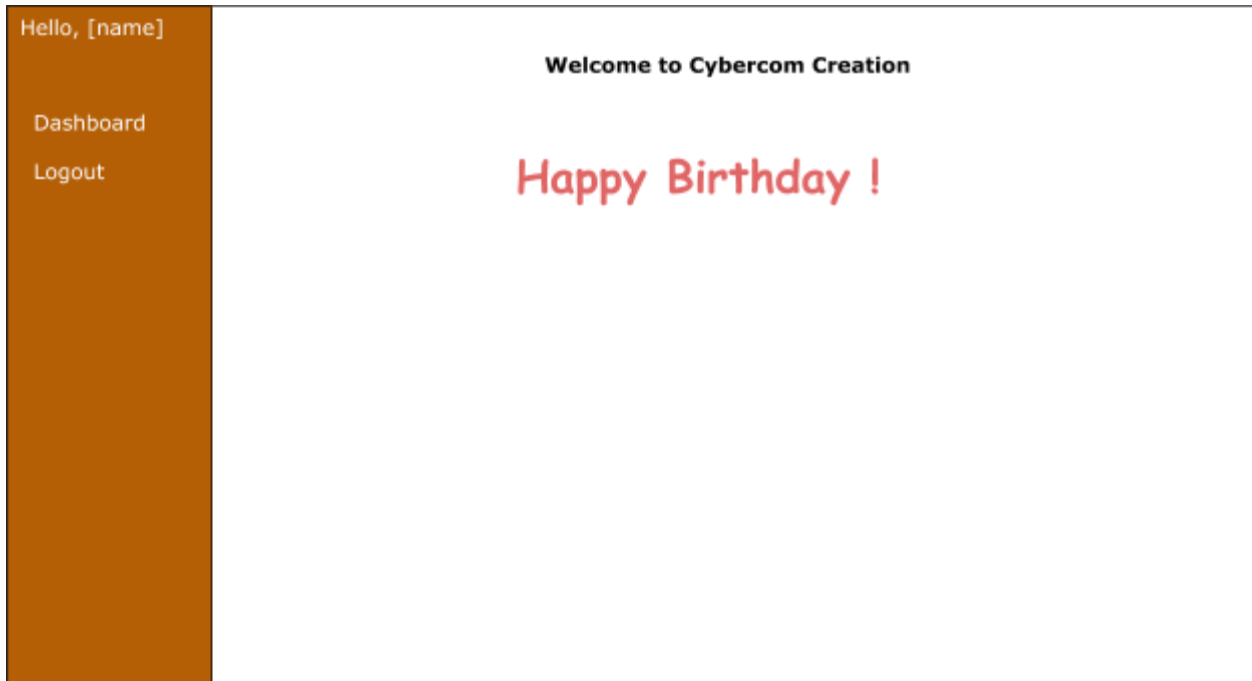 Hello, [name]
Dashboard
Logout
Welcome to Cybercom Creation
Happy Birthday !